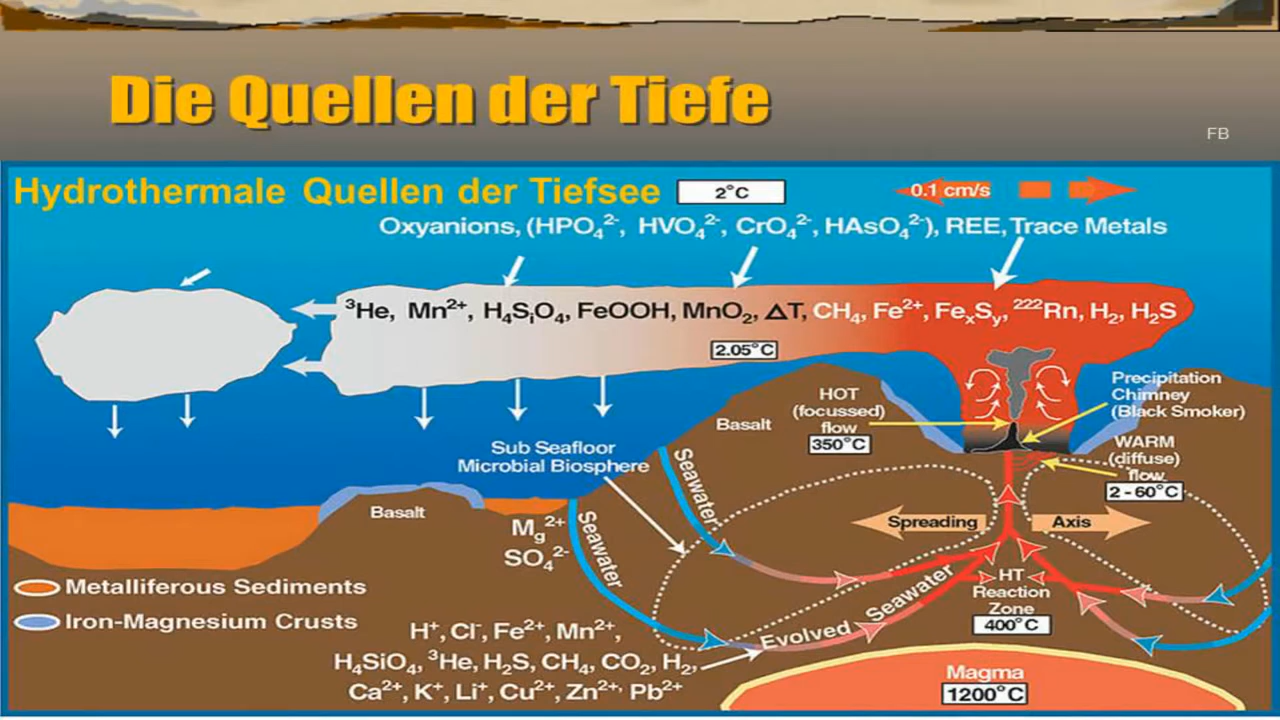 Die Quellen der Tiefe
FB
Hydrothermale Quellen der Tiefsee
2°C
0.1 cm/s
Oxyanions, (HPO₄²⁻, HVO₄²⁻, CrO₄²⁻, HAsO₄²⁻), REE, Trace Metals
³He, Mn²⁺, H₄SᵢO₄, FeOOH, MnO₂, ΔT, CH₄, Fe²⁺, FeₓSᵧ, ²²²Rn, H₂, H₂S
2.05°C
HOT
(focussed)
flow
350°C
Precipitation
Chimney
(Black Smoker)
Basalt
WARM
(diffuse)
flow
2 - 60°C
Sub Seafloor
Microbial Biosphere
Seawater
Basalt
Mg²⁺
SO₄²⁻
Seawater
Spreading
Axis
Metalliferous Sediments
Iron-Magnesium Crusts
HT
Reaction
Zone
400°C
Evolved Seawater
H⁺, Cl⁻, Fe²⁺, Mn²⁺,
H₄SiO₄, ³He, H₂S, CH₄, CO₂, H₂,
Ca²⁺, K⁺, Li⁺, Cu²⁺, Zn²⁺, Pb²⁺
Magma
1200°C